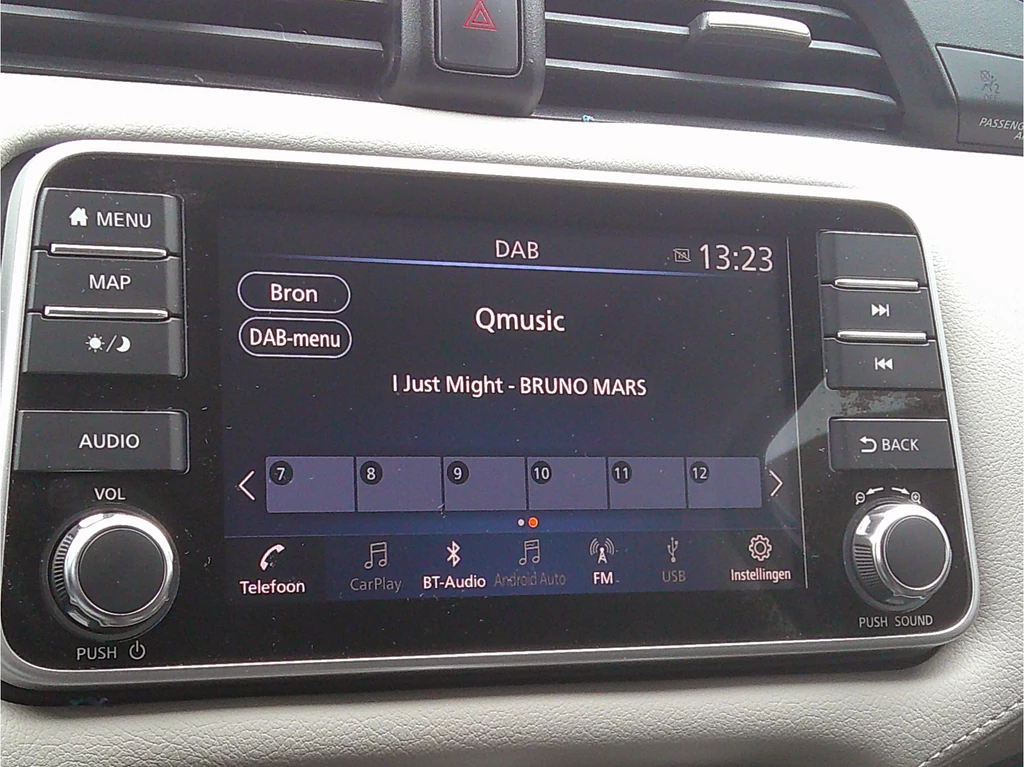 PASSENG
MENU
MAP
AUDIO
VOL
PUSH
DAB
13:23
Bron
DAB-menu
Qmusic
I Just Might - BRUNO MARS
7 8 9 10 11 12
Telefoon CarPlay BT-Audio Android Auto FM USB Instellingen
BACK
PUSH SOUND